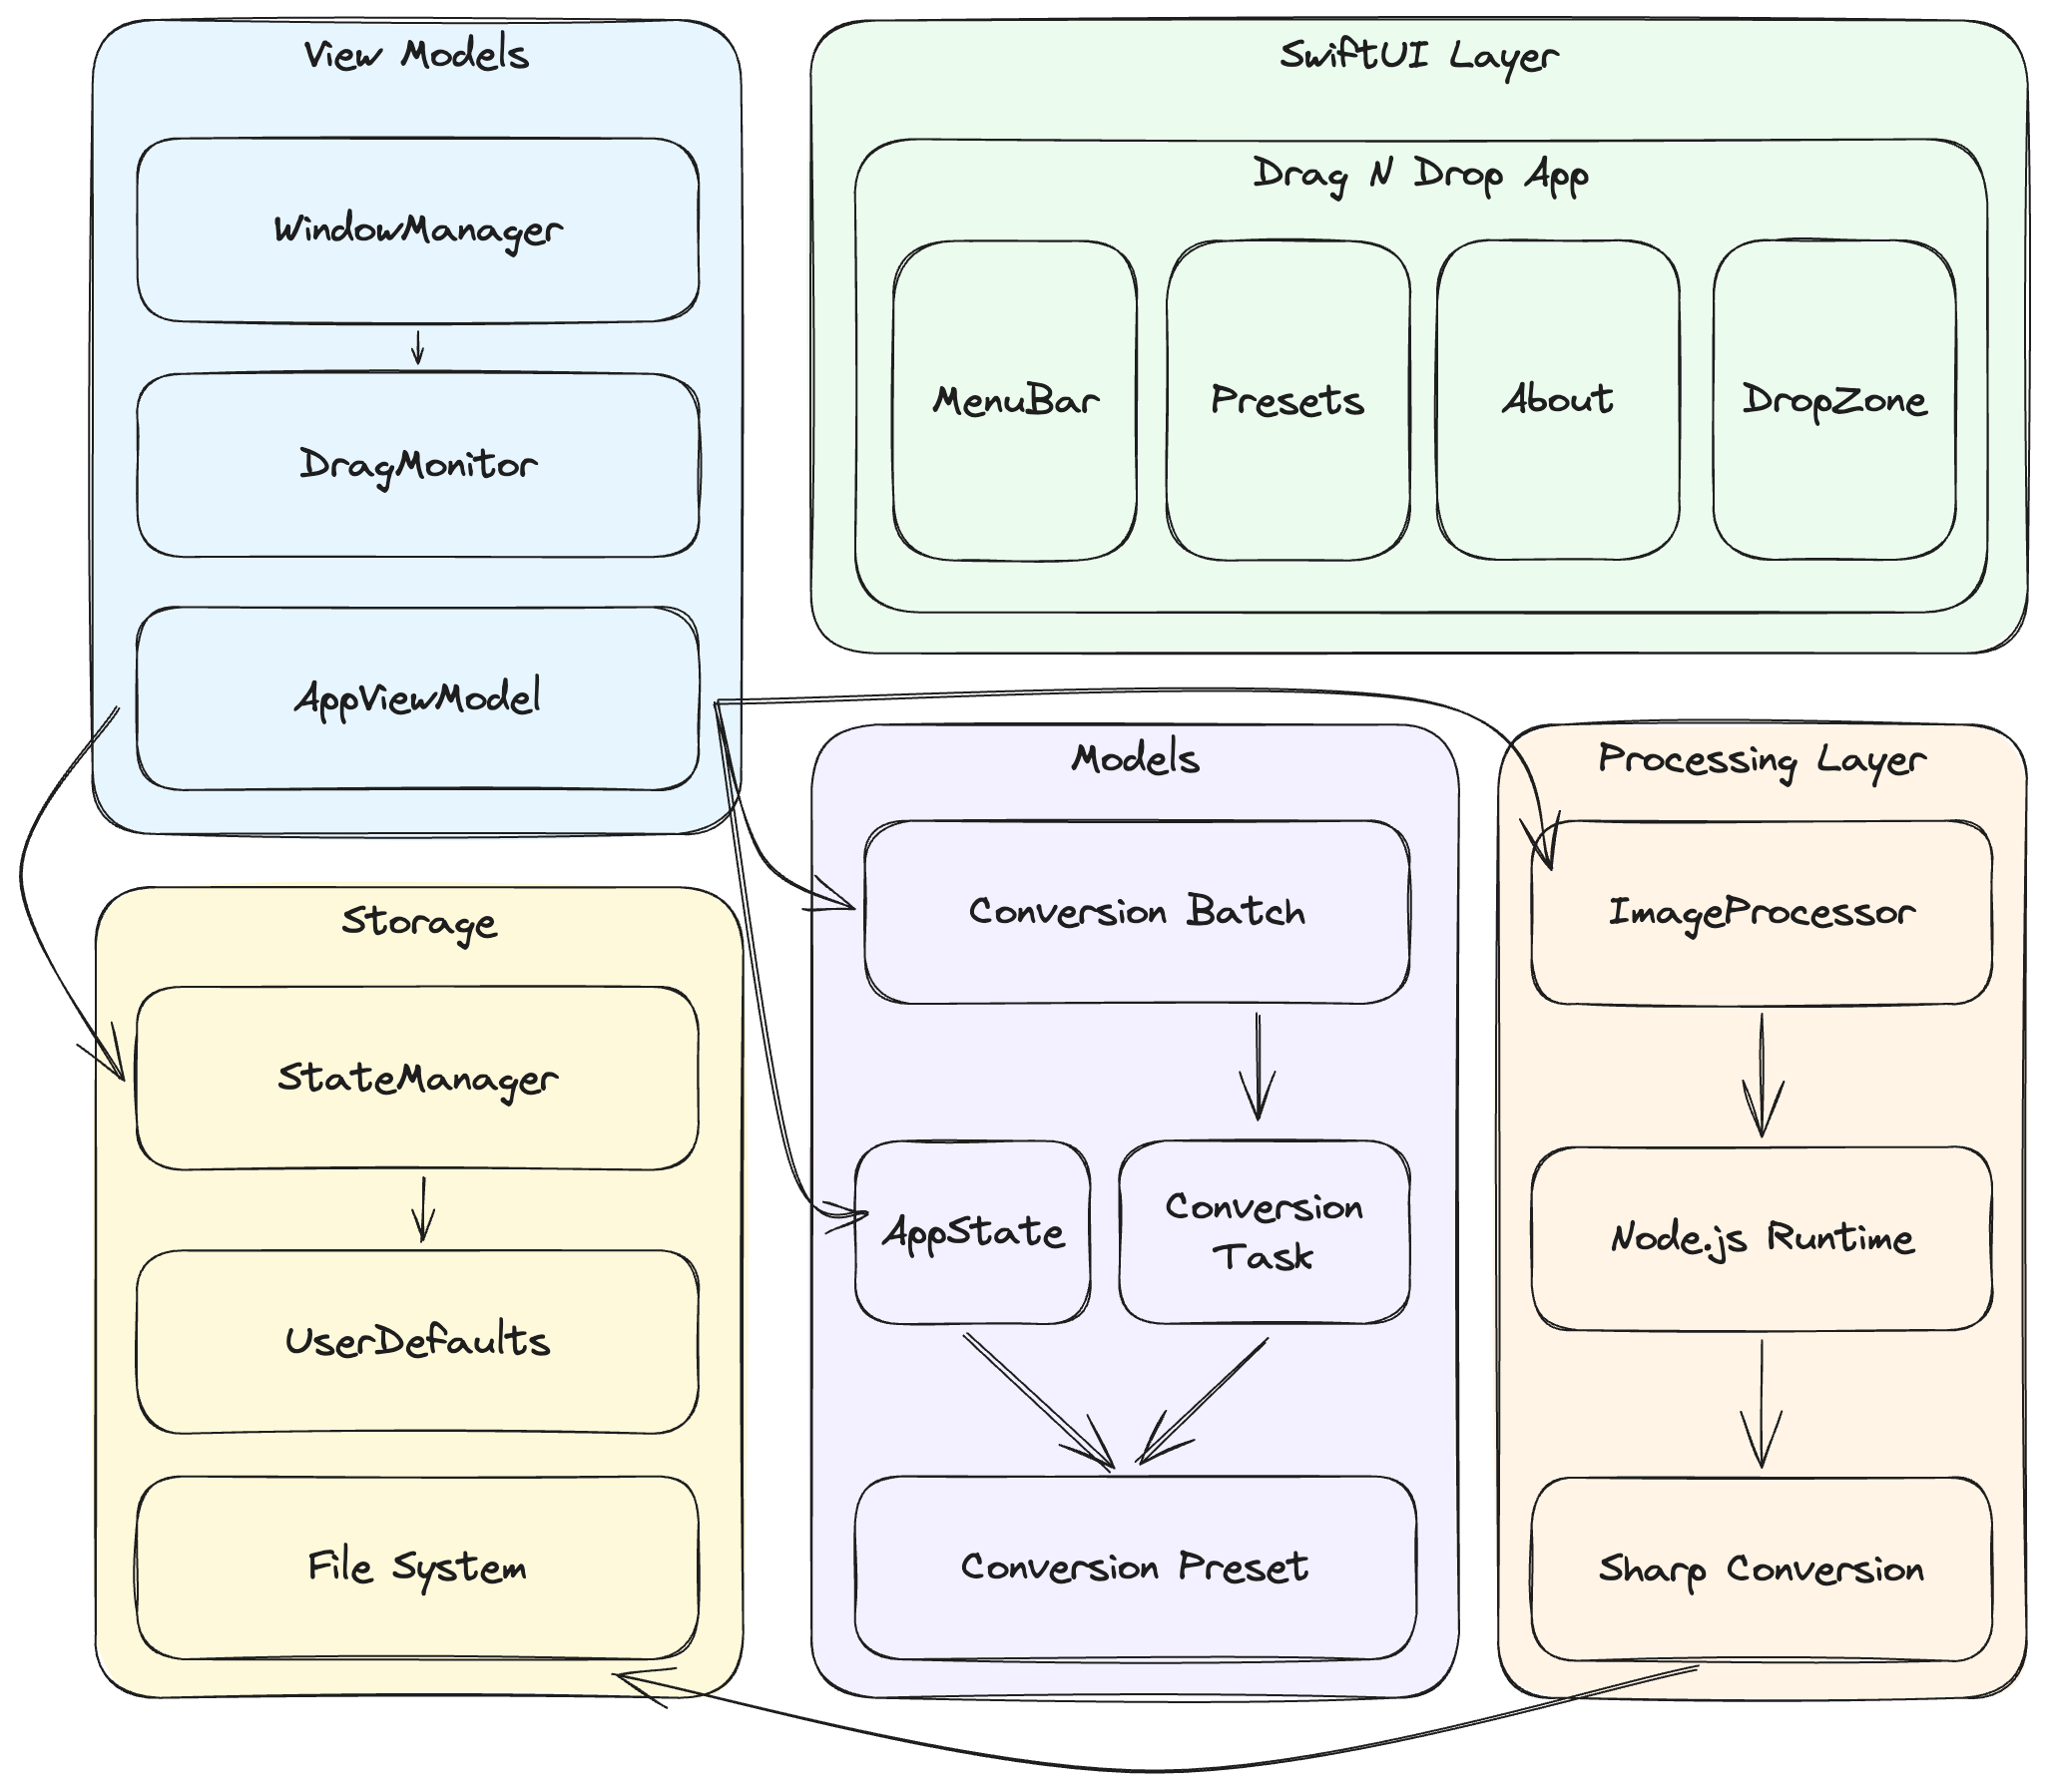 View Models
WindowManager
DragMonitor
AppViewModel
SwiftUI Layer
Drag N Drop App
MenuBar
Presets
About
DropZone
Storage
StateManager
UserDefaults
File System
Models
Conversion Batch
AppState
Conversion
Task
Conversion Preset
Processing Layer
ImageProcessor
Node.js Runtime
Sharp Conversion